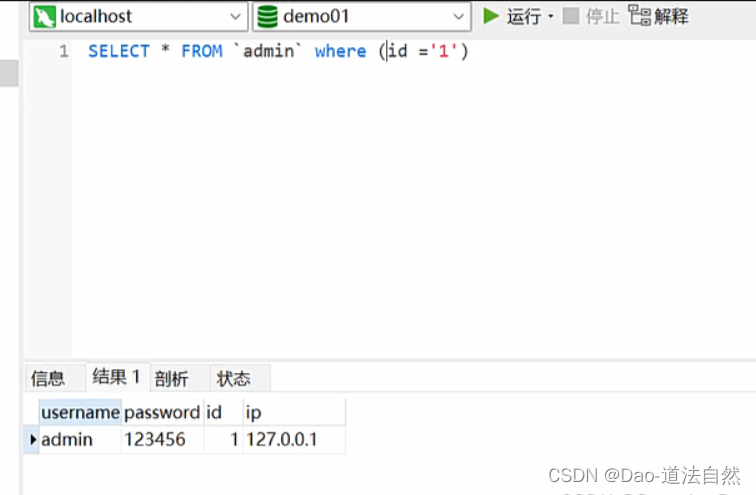 localhost demo01 运行 停止 解释
1 SELECT * FROM `admin` where (id ='1')
信息 结果 1 剖析 状态
username password id ip
admin 123456 1 127.0.0.1
CSDN @Dao-道法自然